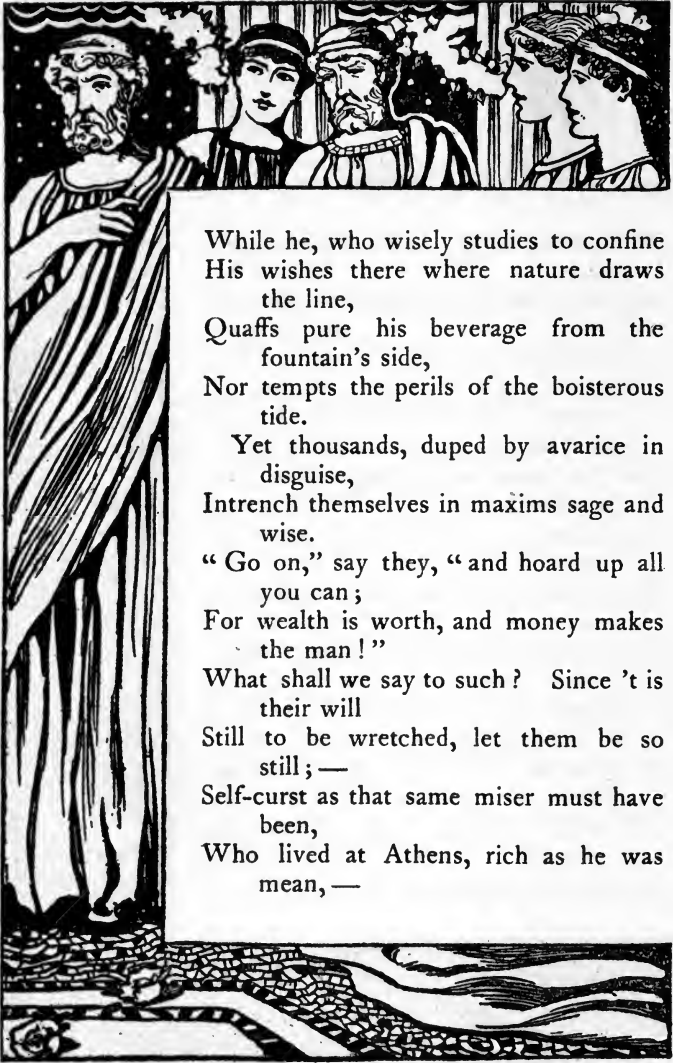 While he, who wisely studies to confine
His wishes there where nature draws
the line,
Quaffs pure his beverage from the
fountain's side,
Nor tempts the perils of the boisterous
tide.
Yet thousands, duped by avarice in
disguise,
Intrench themselves in maxims sage and
wise.
“ Go on,” say they, “ and hoard up all
you can ;
For wealth is worth, and money makes
the man ! ”
What shall we say to such ? Since 't is
their will
Still to be wretched, let them be so
still ; —
Self-curst as that same miser must have
been,
Who lived at Athens, rich as he was
mean, —